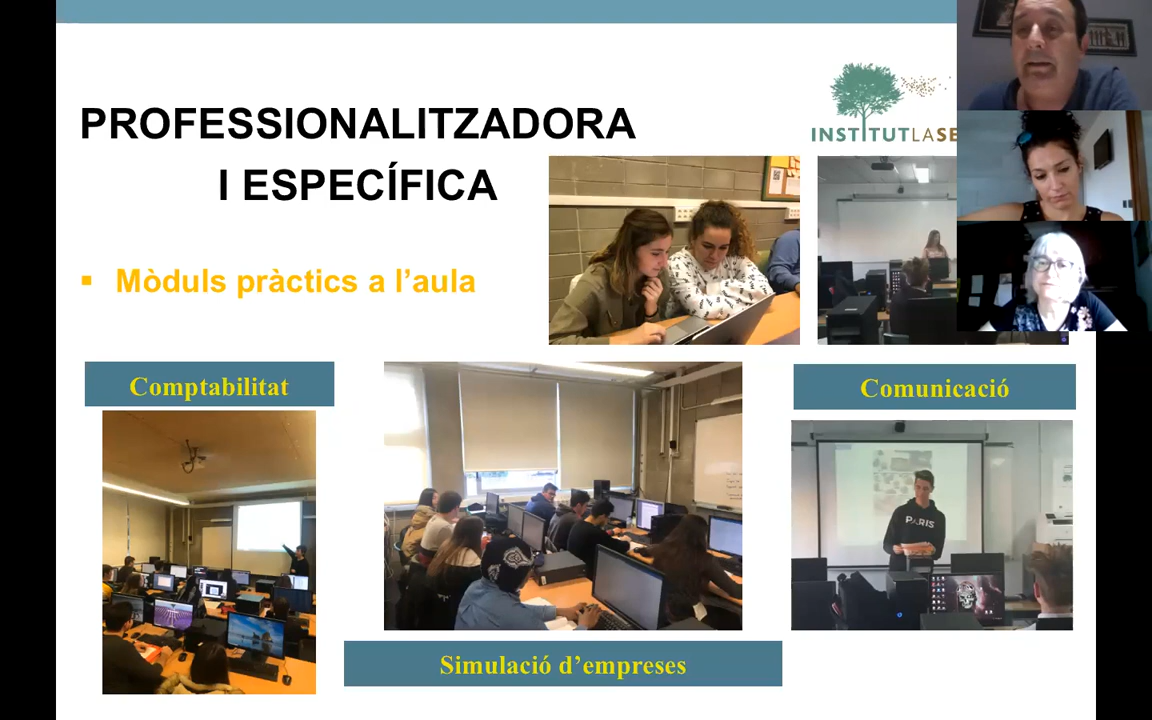 PROFESSIONALITZADORA
I ESPECÍFICA
INSTITUTLASE
▪ Mòduls pràctics a l’aula
Comptabilitat
Comunicació
PARIS
Simulació d’empreses